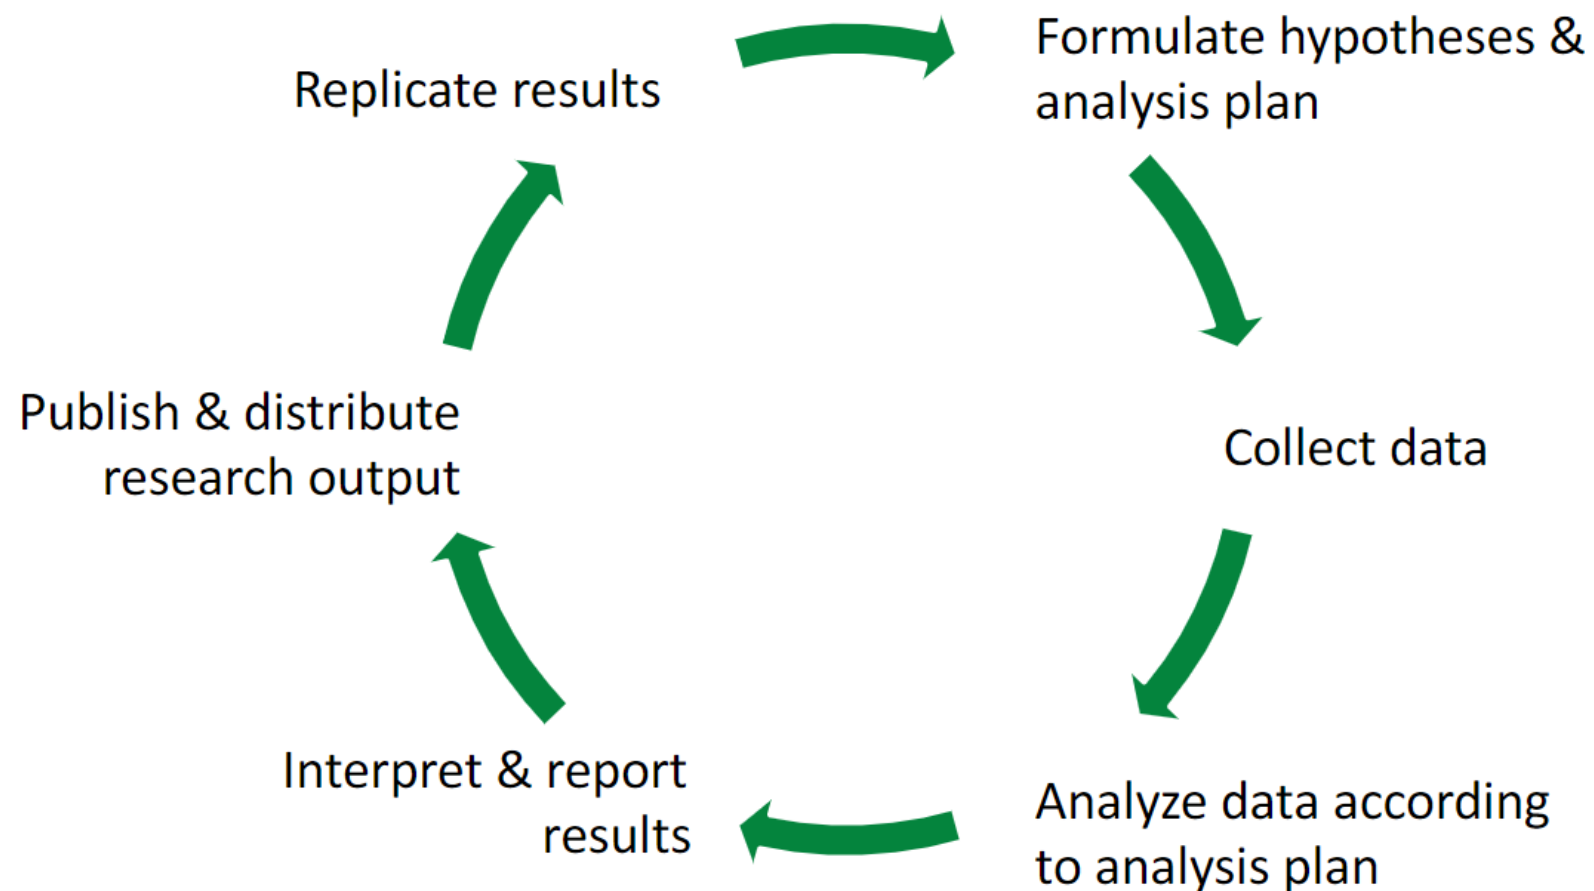 Replicate results
Formulate hypotheses &
analysis plan
Collect data
Analyze data according
to analysis plan
Interpret & report
results
Publish & distribute
research output